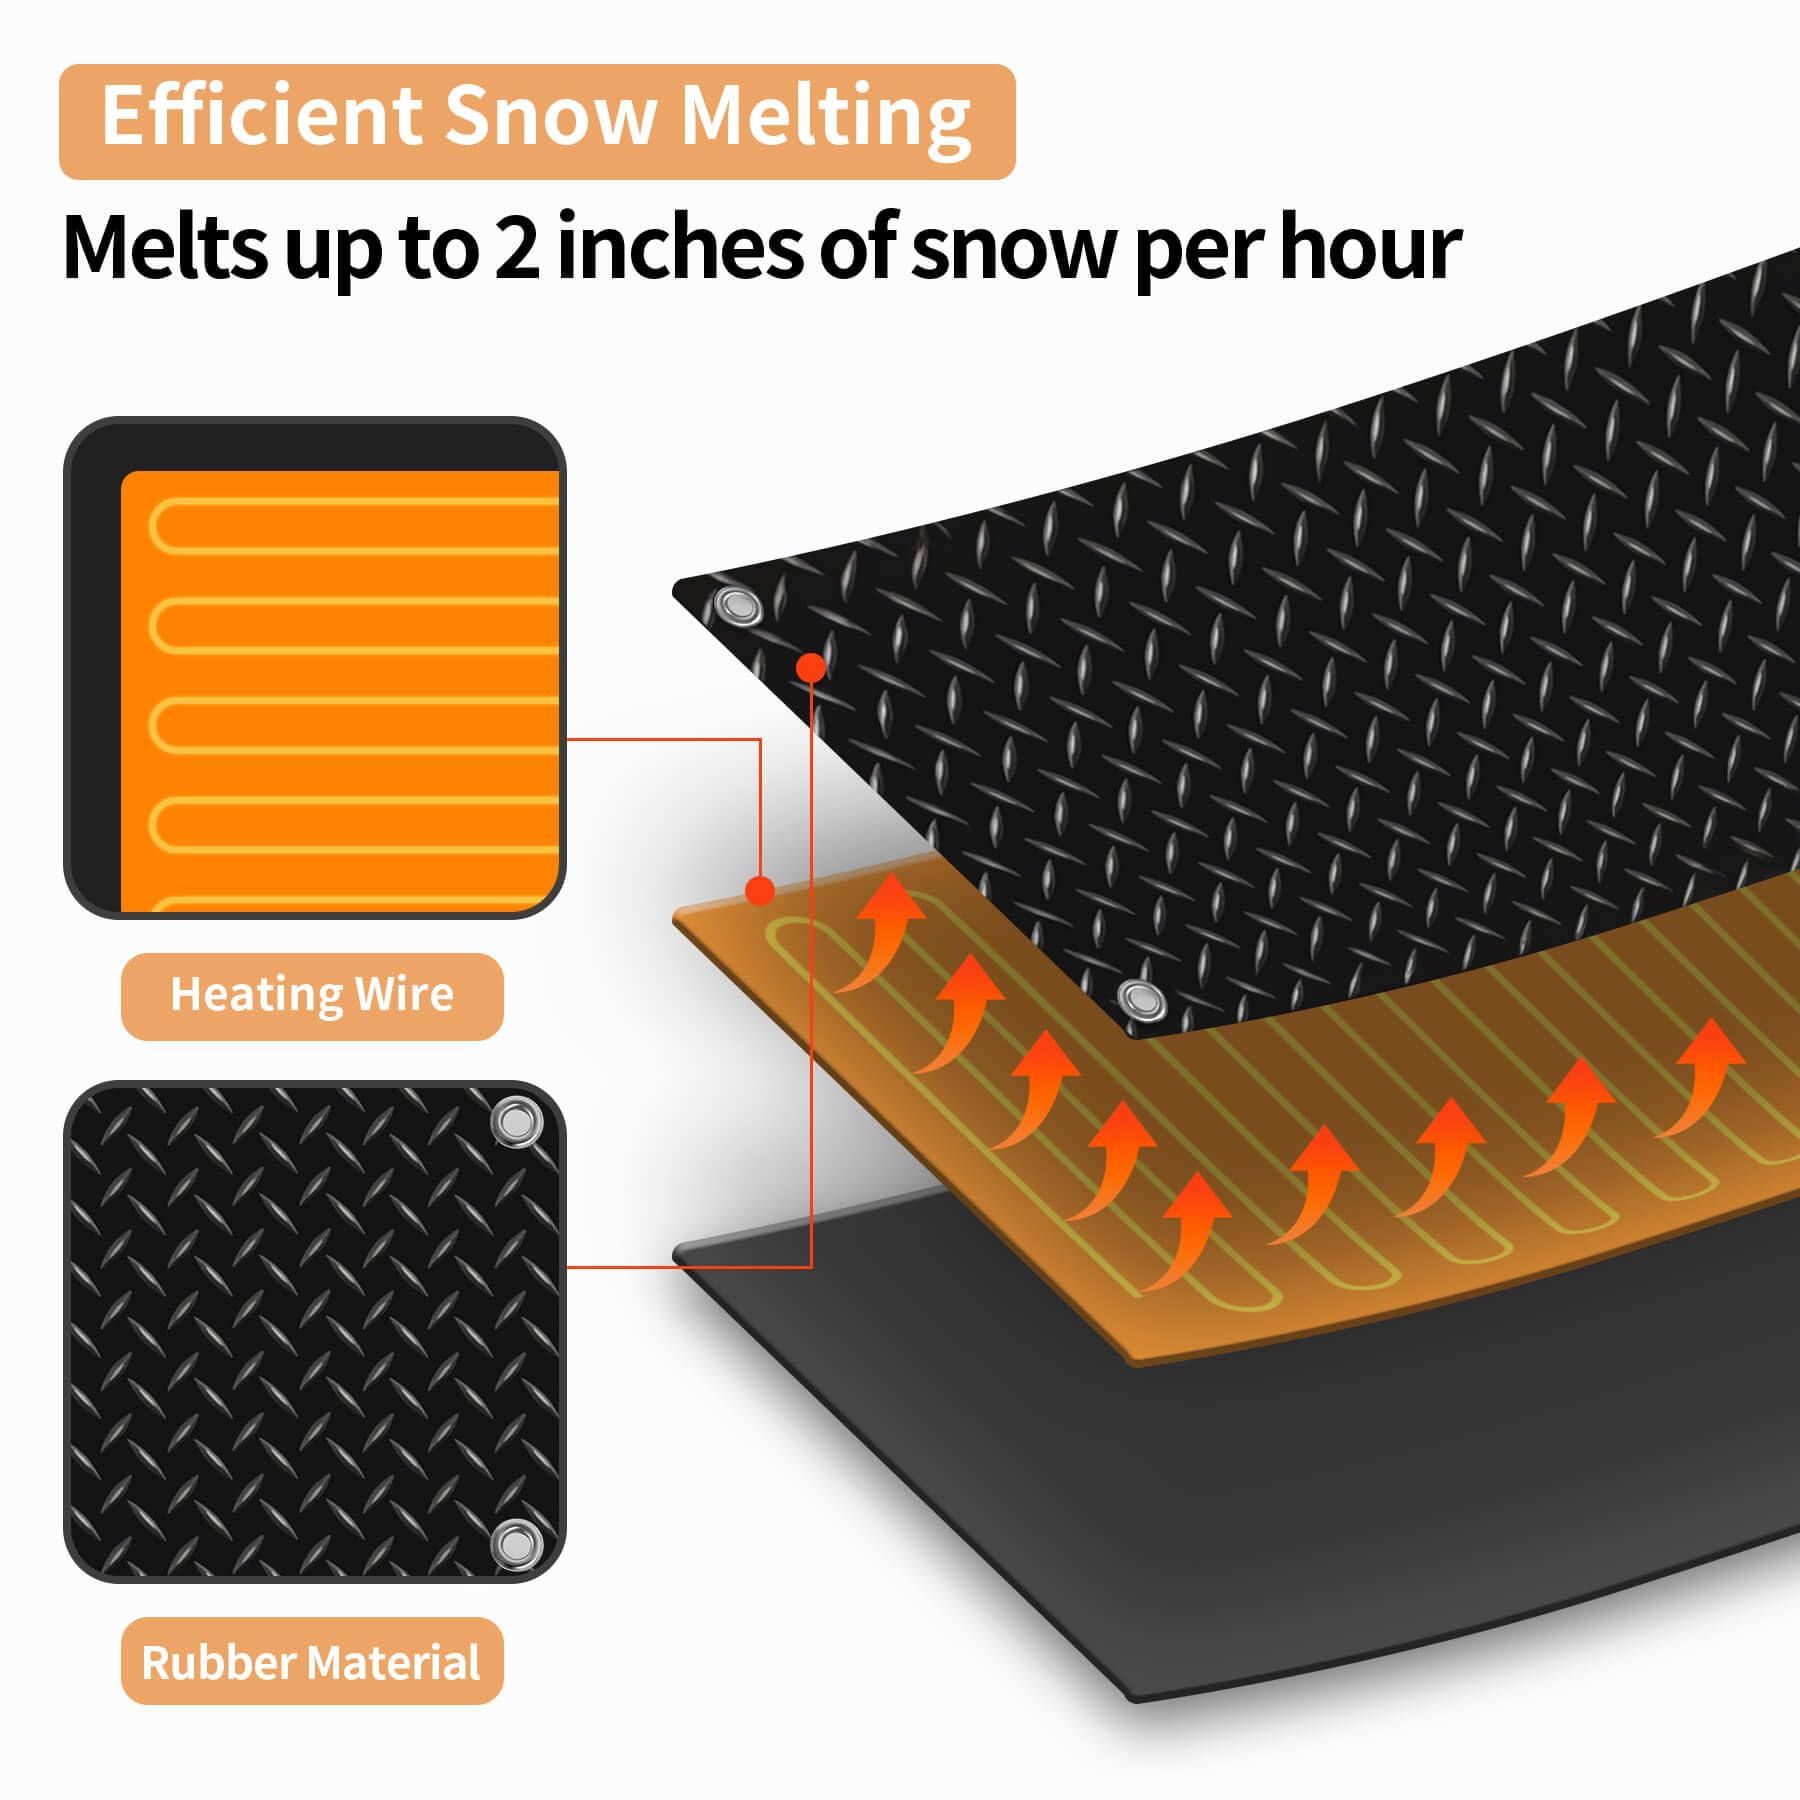 Efficient Snow Melting
Melts up to 2 inches of snow per hour
Heating Wire
Rubber Material